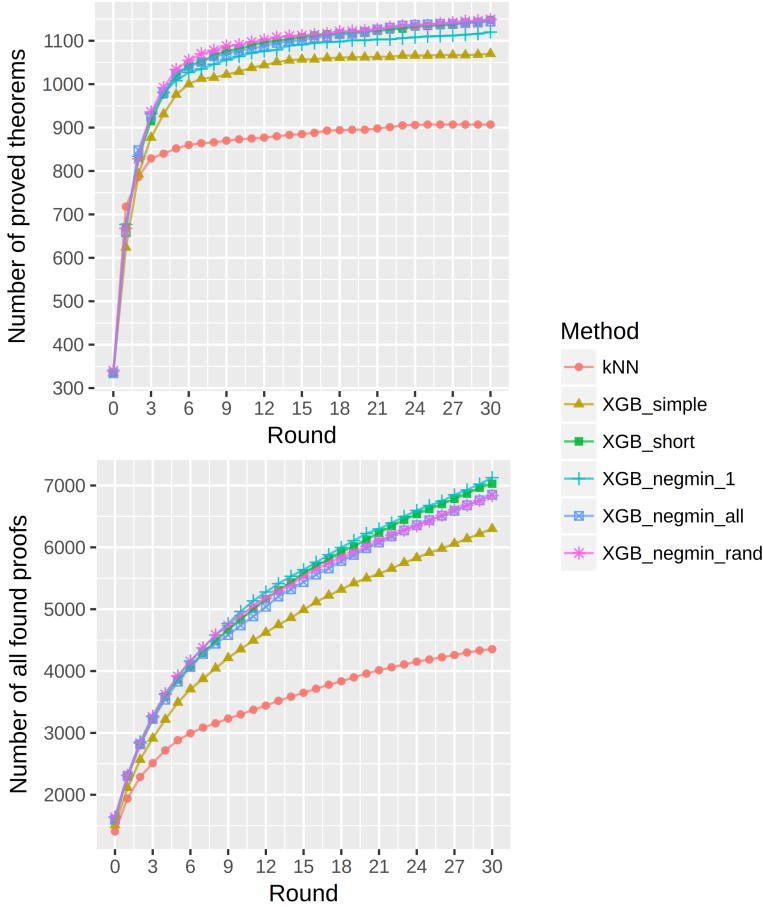 Number of proved theorems
1100
1000
900
800
700
600
500
400
300
0 3 6 9 12 15 18 21 24 27 30
Round
Number of all found proofs
7000
6000
5000
4000
3000
2000
0 3 6 9 12 15 18 21 24 27 30
Round
Method
kNN
XGB_simple
XGB_short
XGB_negmin_1
XGB_negmin_all
XGB_negmin_rand